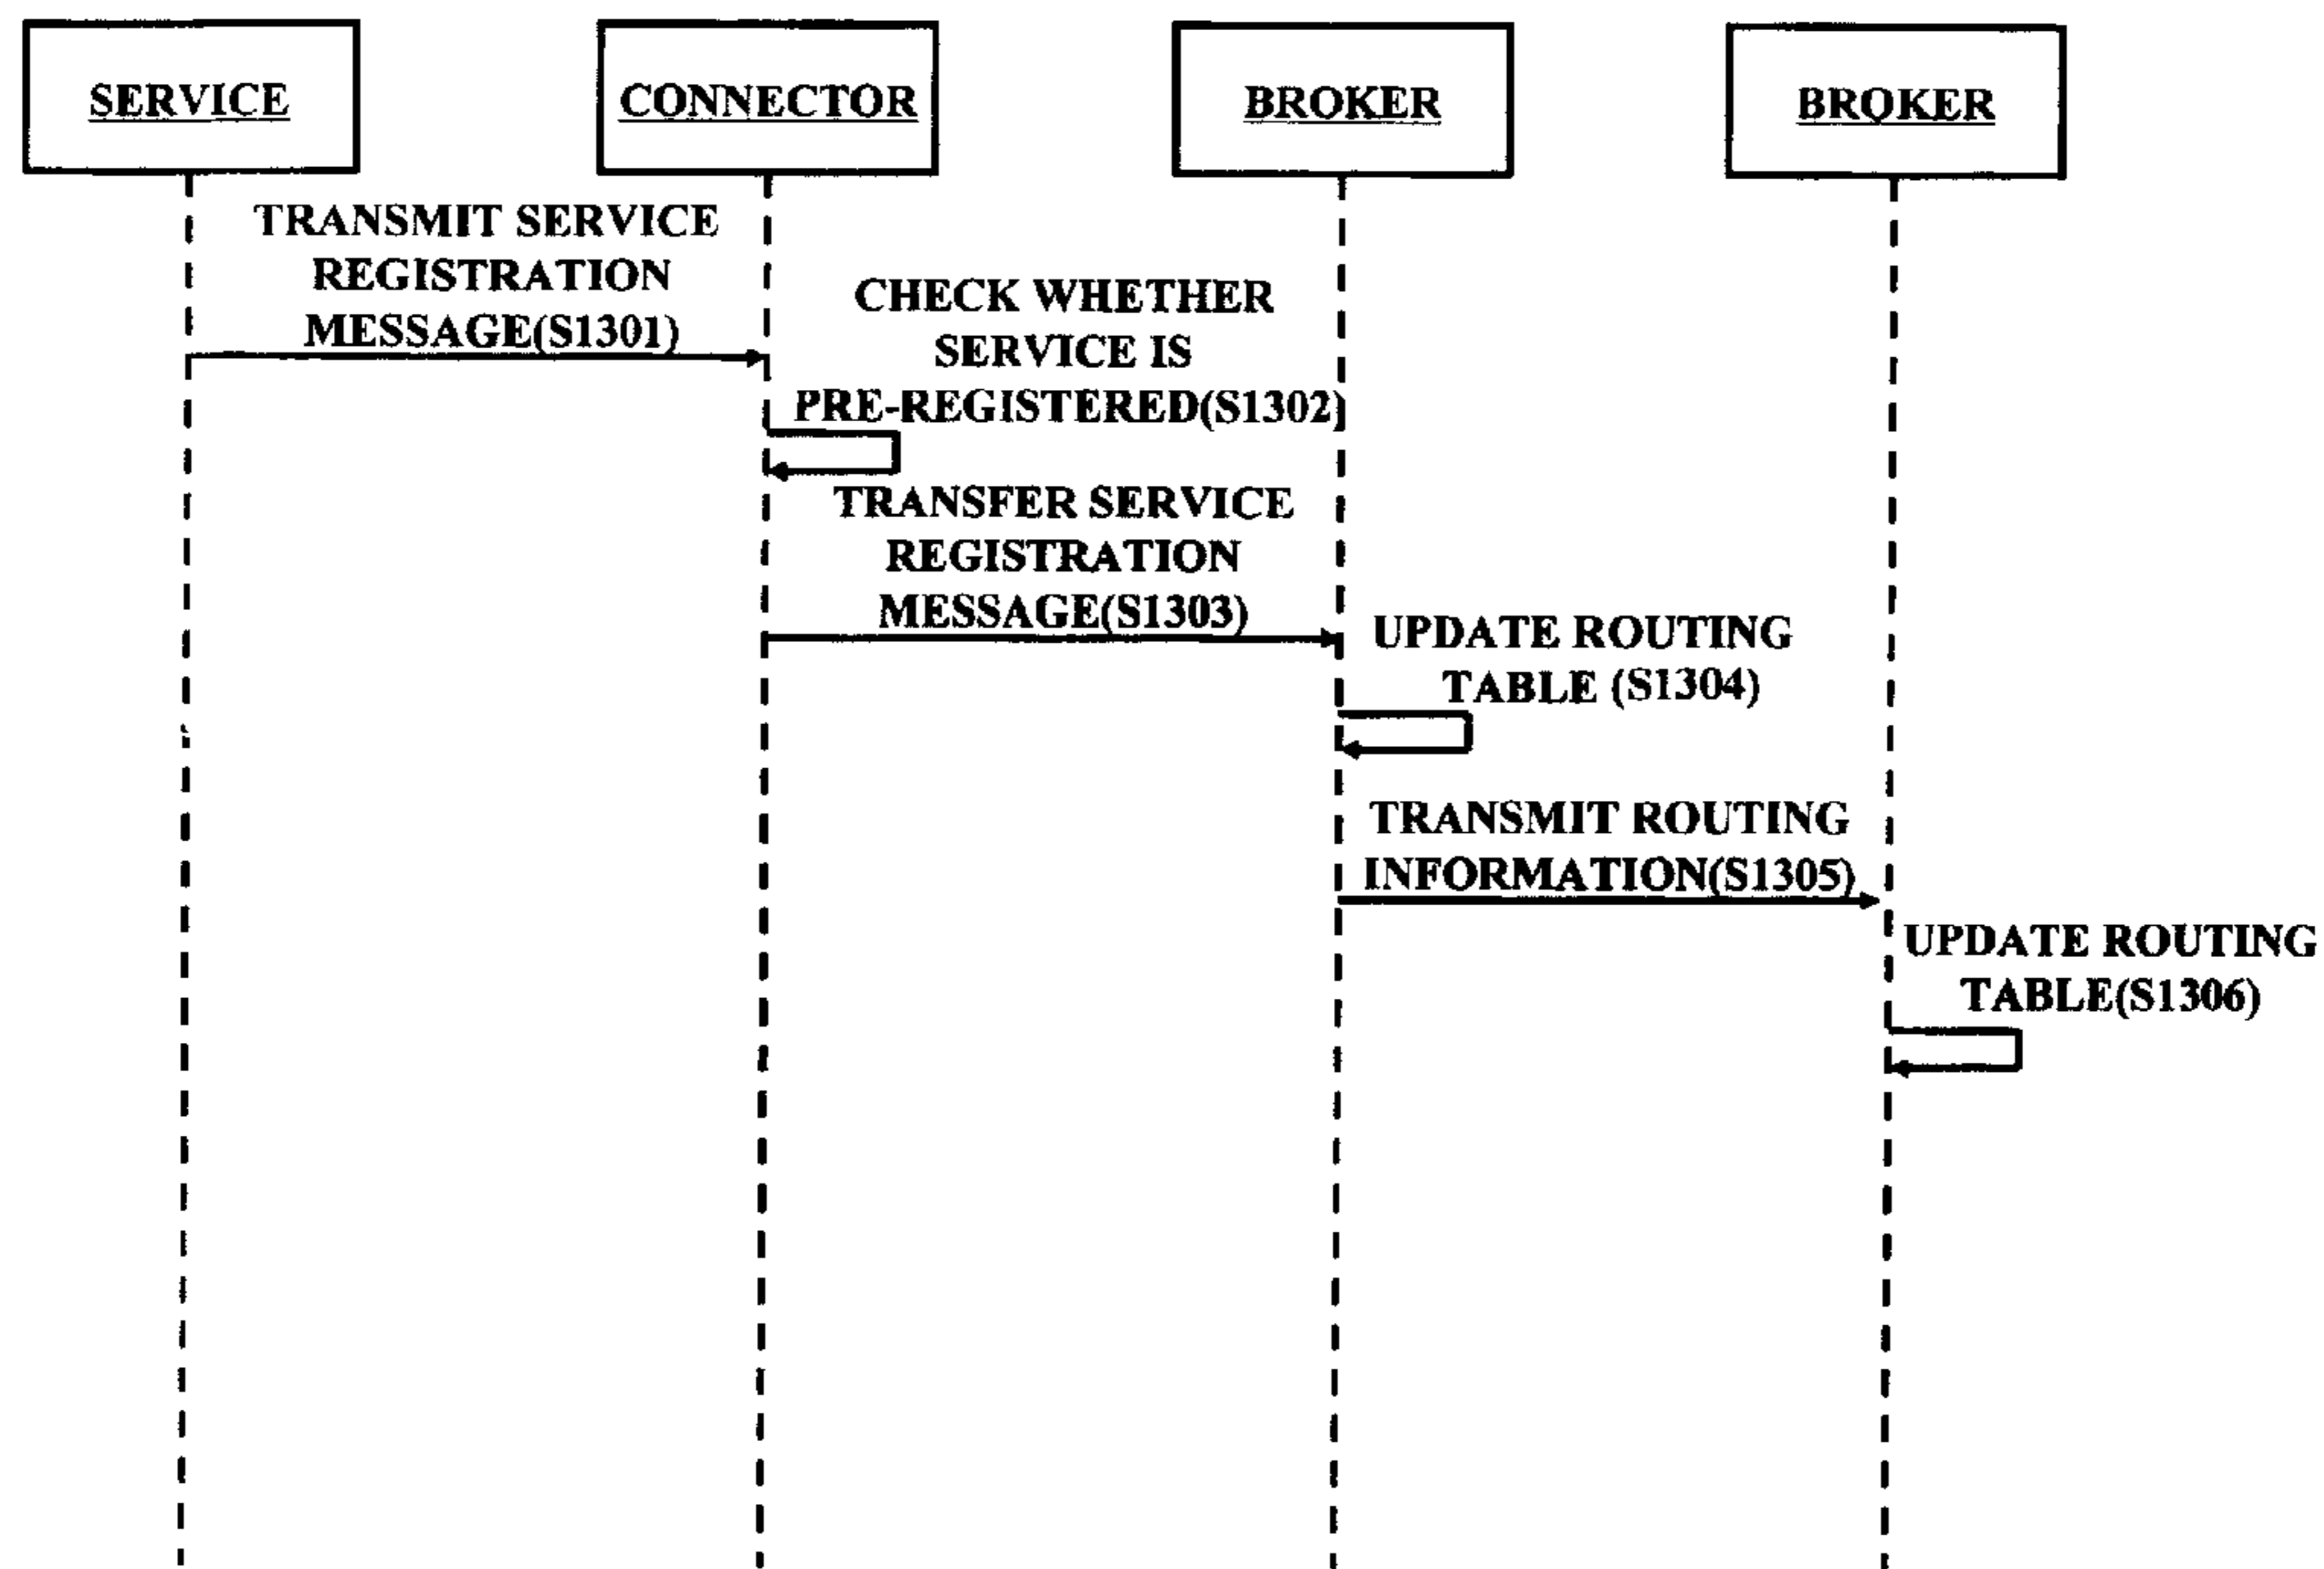 SERVICE
CONNECTOR
BROKER
BROKER
TRANSMIT SERVICE
REGISTRATION
MESSAGE(S1301)
CHECK WHETHER
SERVICE IS
PRE-REGISTERED(S1302)
TRANSFER SERVICE
REGISTRATION
MESSAGE(S1303)
UPDATE ROUTING
TABLE (S1304)
TRANSMIT ROUTING
INFORMATION(S1305)
UPDATE ROUTING
TABLE(S1306)